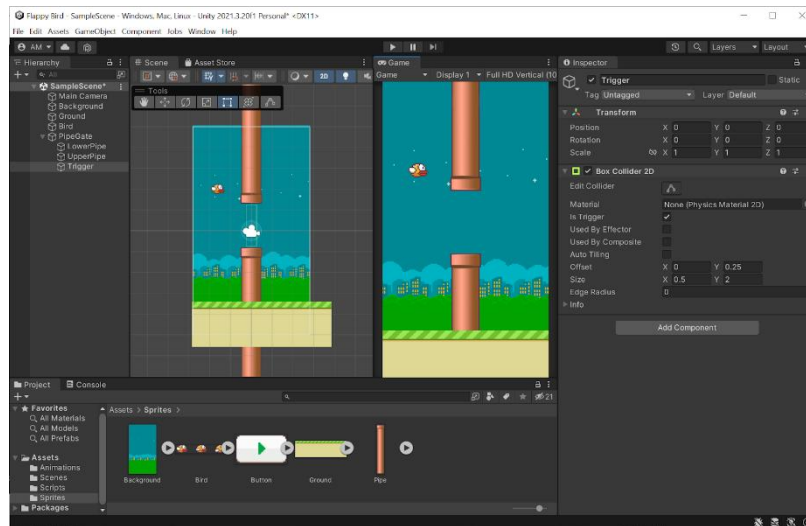 Flappy Bird - SampleScene - Windows, Mac, Linux - Unity 2021.3.20f1 Personal* <DX11>
File Edit Assets GameObject Component Jobs Window Help
AM Layers Layout
Hierarchy
All
SampleScene*
Main Camera
Background
Ground
Bird
PipeGate
LowerPipe
UpperPipe
Trigger
Scene Asset Store
2D
Tools
Game
Game Display 1 Full HD Vertical (10
Inspector
Trigger Static
Tag Untagged Layer Default
Transform
Position X 0 Y 0 Z 0
Rotation X 0 Y 0 Z 0
Scale X 1 Y 1 Z 1
Box Collider 2D
Edit Collider
Material None (Physics Material 2D)
Is Trigger
Used By Effector
Used By Composite
Auto Tiling
Offset X 0 Y 0.25
Size X 0.5 Y 2
Edge Radius 0
Info
Add Component
Project Console
21
Favorites
All Materials
All Models
All Prefabs
Assets
Animations
Scenes
Scripts
Sprites
Packages
Assets > Sprites >
Background Bird Button Ground Pipe